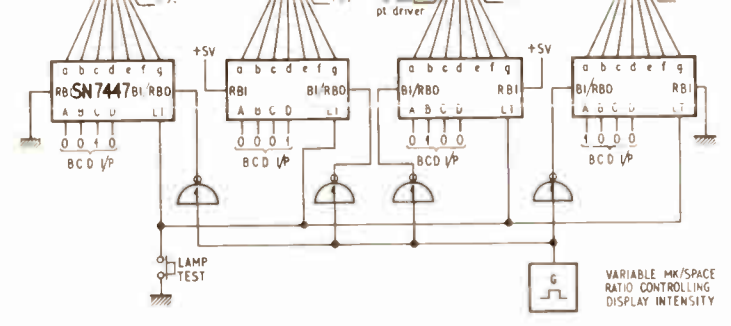 pt driver
+5V
+5V
a b c d e f g
a b c d e f g
a b c d e f g
a b c d e f g
RBI SN7447 BI/RBO
RBI BI/RBO
BI/RBO RBI
BI/RBO RBI
A B C D LT
A B C D LT
A B C D LT
A B C D LT
0 0 1 0
0 0 0 1
0 1 0 0
1 0 0 0
BCD I/P
BCD I/P
BCD I/P
BCD I/P
LAMP
TEST
G
VARIABLE MK/SPACE
RATIO CONTROLLING
DISPLAY INTENSITY